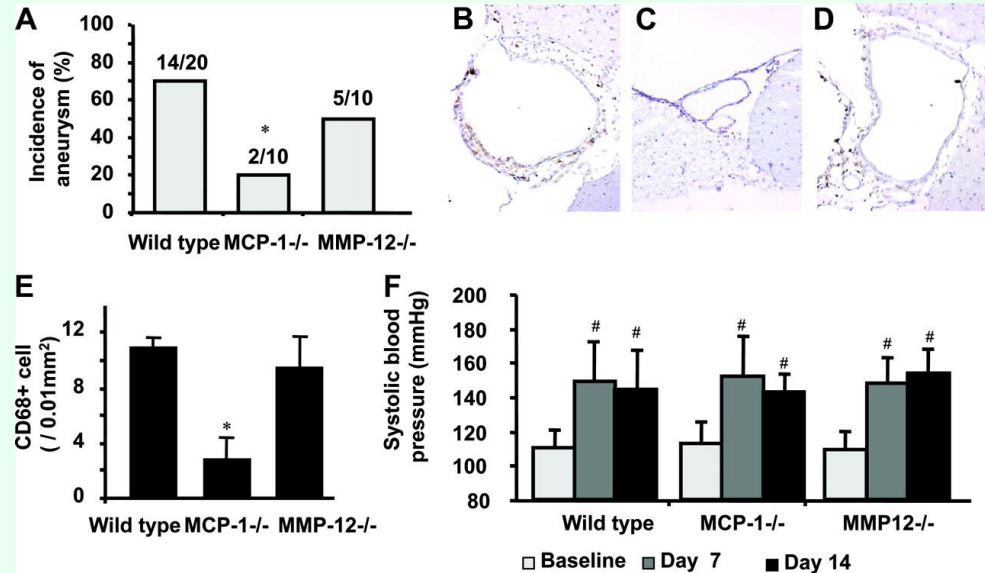 A
Incidence of
aneurysm (%)
100
80
60
40
20
0
14/20
*
2/10
5/10
Wild type MCP-1-/- MMP-12-/-
B
C
D
E
CD68+ cell
( / 0.01mm²)
12
8
4
0
*
Wild type MCP-1-/- MMP-12-/-
F
Systolic blood
pressure (mmHg)
200
180
160
140
120
100
80
# # # # # #
Wild type MCP-1-/- MMP12-/-
Baseline Day 7 Day 14